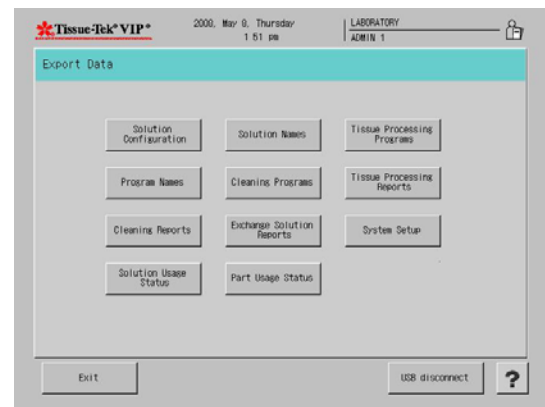 Tissue-Tek® VIP®
2008, May 8, Thursday
1 51 pm
LABORATORY
ADMIN 1
Export Data
Solution
Configuration
Solution Names
Tissue Processing
Programs
Program Names
Cleaning Programs
Tissue Processing
Reports
Cleaning Reports
Exchange Solution
Reports
System Setup
Solution Usage
Status
Part Usage Status
Exit
USB disconnect
?